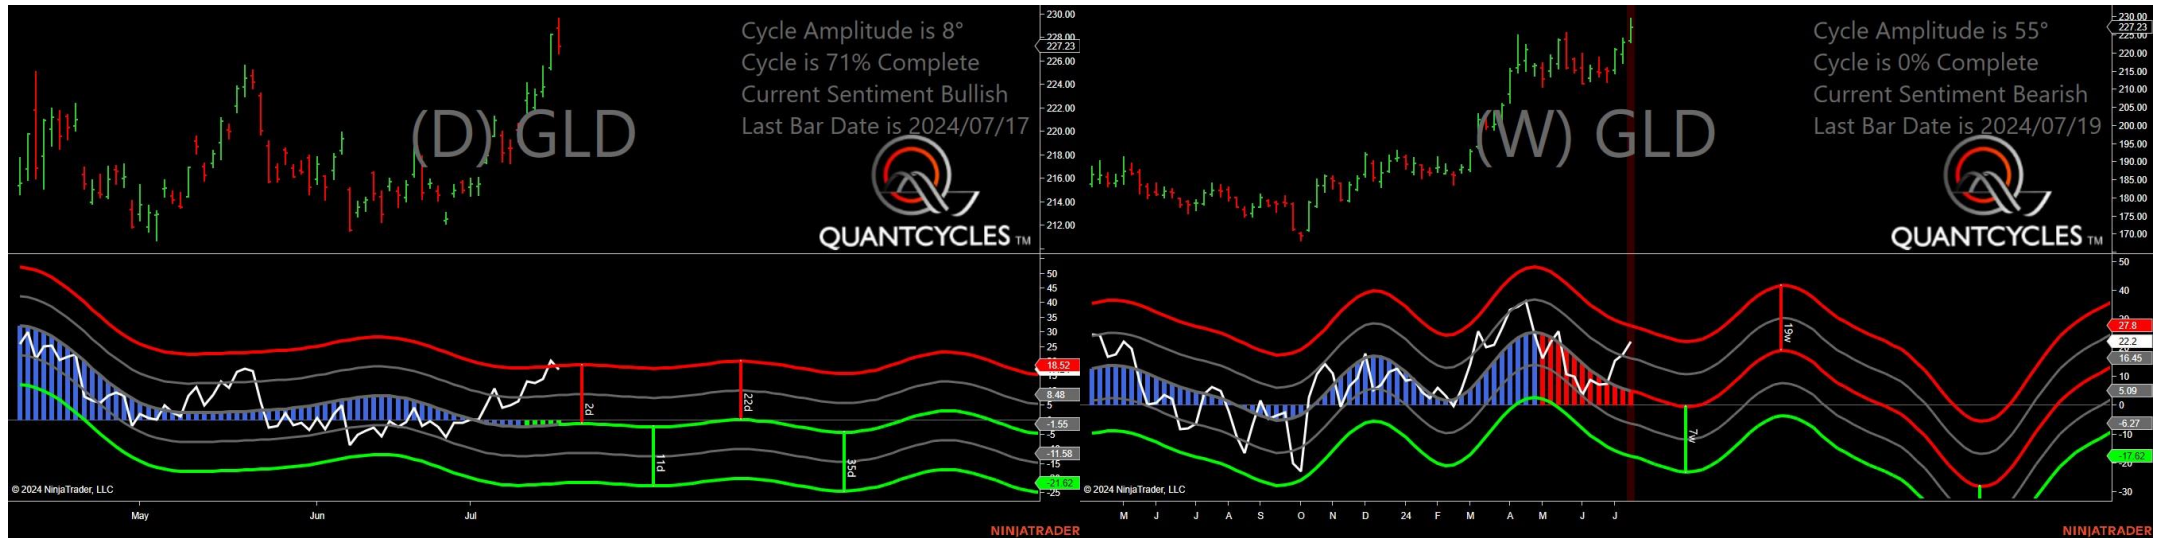 Cycle Amplitude is 8°
Cycle is 71% Complete
Current Sentiment Bullish
Last Bar Date is 2024/07/17
(D) GLD
QUANTCYCLES TM
230.00
228.00
227.23
226.00
224.00
222.00
220.00
218.00
216.00
214.00
212.00
50
45
40
35
30
25
18.52
8.48
5
-1.55
-5
-11.58
-15
-21.62
-25
2d
22d
11d
35d
© 2024 NinjaTrader, LLC
May Jun Jul
NINJATRADER
Cycle Amplitude is 55°
Cycle is 0% Complete
Current Sentiment Bearish
Last Bar Date is 2024/07/19
(W) GLD
QUANTCYCLES TM
230.00
227.23
225.00
220.00
215.00
210.00
205.00
200.00
195.00
190.00
185.00
180.00
175.00
170.00
50
40
27.8
22.2
16.45
10
5.09
0
-6.27
-10
-17.62
-30
19w
7w
© 2024 NinjaTrader, LLC
M J J A S O N D 24 F M A M J J
NINJATRADER